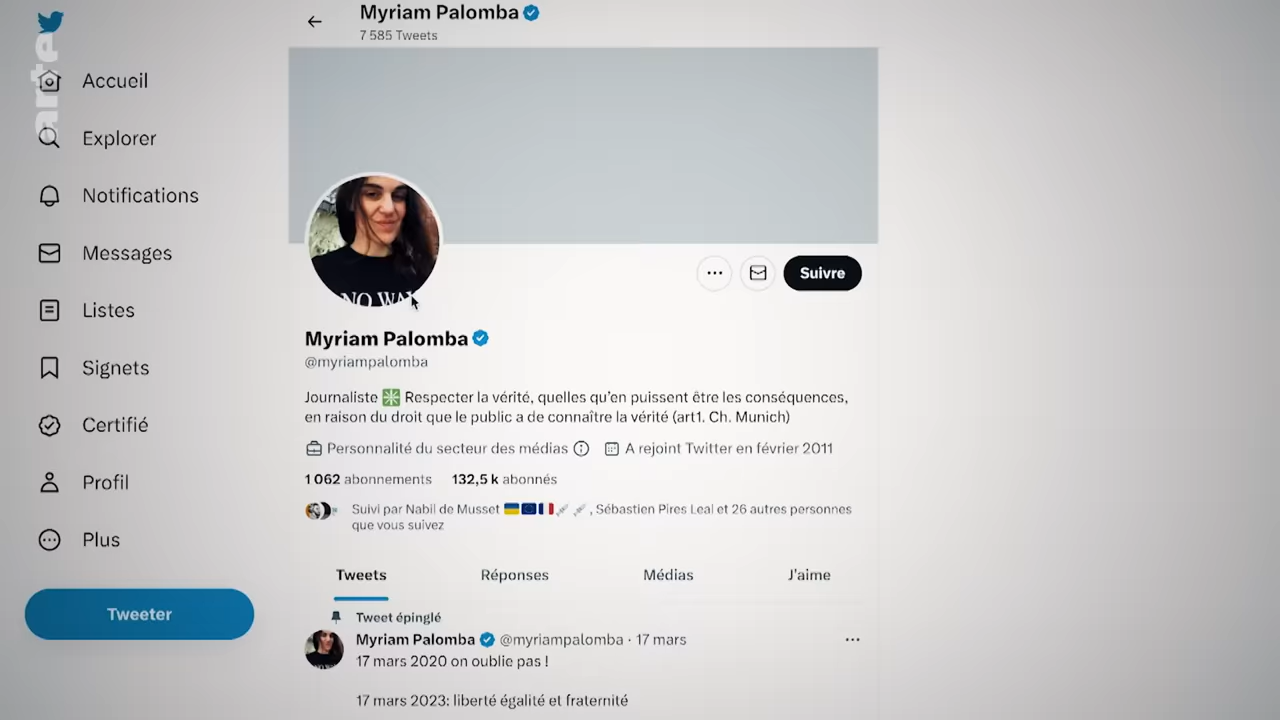 arte
Myriam Palomba
7 585 Tweets
Accueil
Explorer
Notifications
Messages
Listes
Signets
Certifié
Profil
Plus
Tweeter
NO WA
Suivre
Myriam Palomba
@myriampalomba
Journaliste ✳️ Respecter la vérité, quelles qu'en puissent être les conséquences,
en raison du droit que le public a de connaître la vérité (art1. Ch. Munich)
Personnalité du secteur des médias A rejoint Twitter en février 2011
1 062 abonnements 132,5 k abonnés
Suivi par Nabil de Musset 🇺🇦🇪🇺🇫🇷💉💉, Sébastien Pires Leal et 26 autres personnes
que vous suivez
Tweets Réponses Médias J'aime
Tweet épinglé
Myriam Palomba @myriampalomba · 17 mars
17 mars 2020 on oublie pas !
17 mars 2023: liberté égalité et fraternité